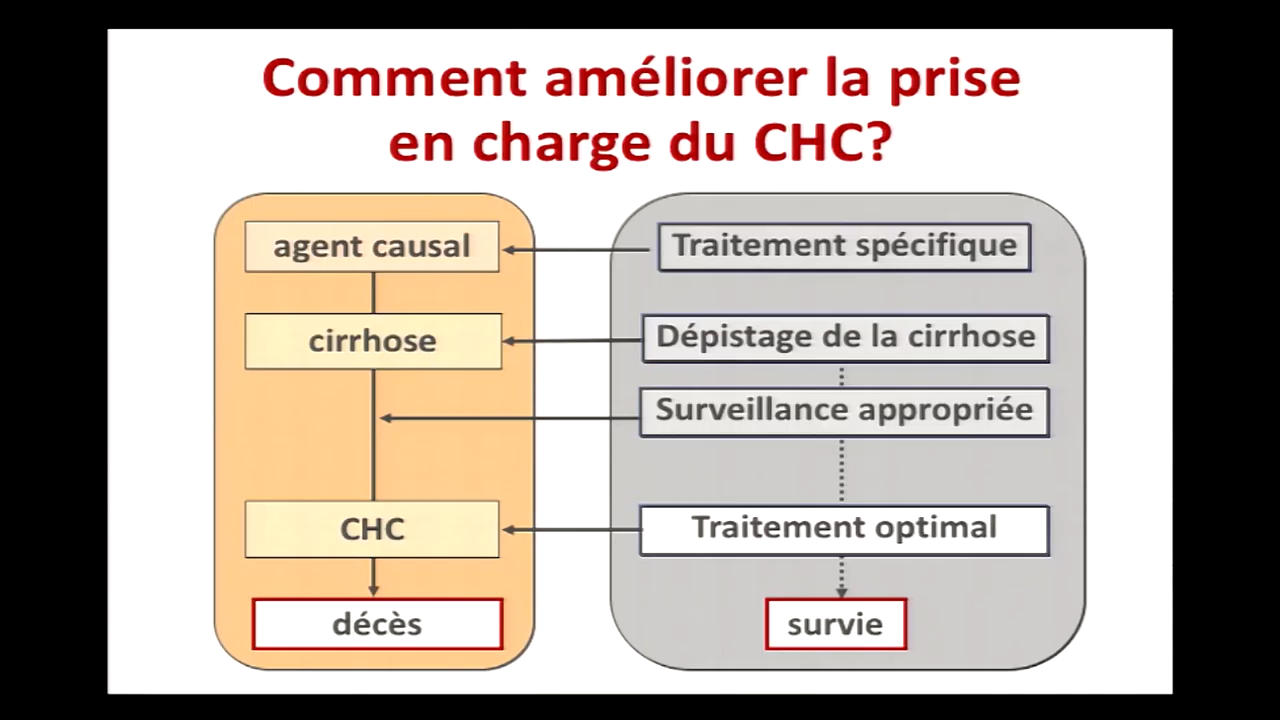 Comment améliorer la prise
en charge du CHC?
agent causal
Traitement spécifique
cirrhose
Dépistage de la cirrhose
Surveillance appropriée
CHC
Traitement optimal
décès
survie